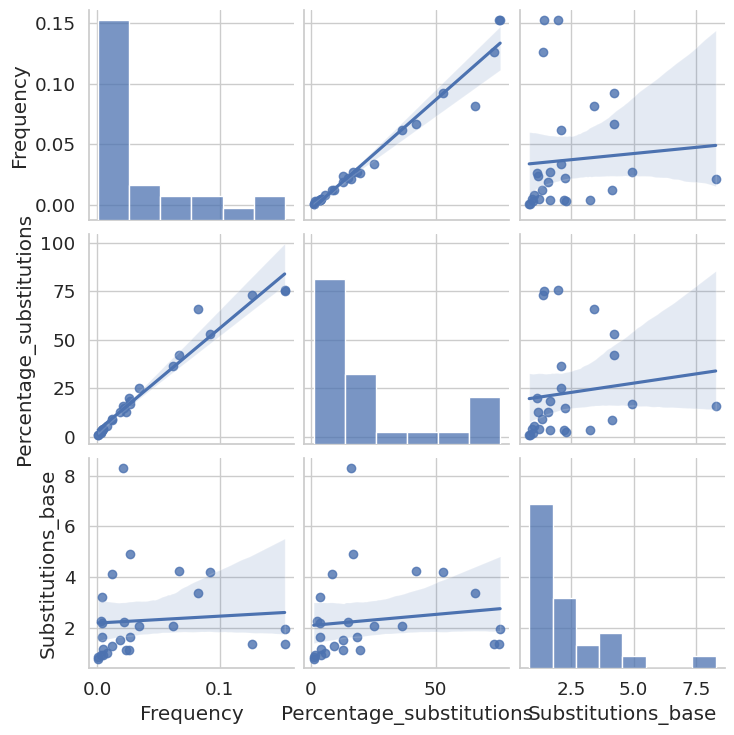 0.15
0.10
0.05
0.00
Frequency
100
75
50
25
0
Percentage_substitutions
8
6
4
2
Substitutions_base
0.0 0.1 0 50 2.5 5.0 7.5
Frequency Percentage_substitutions Substitutions_base